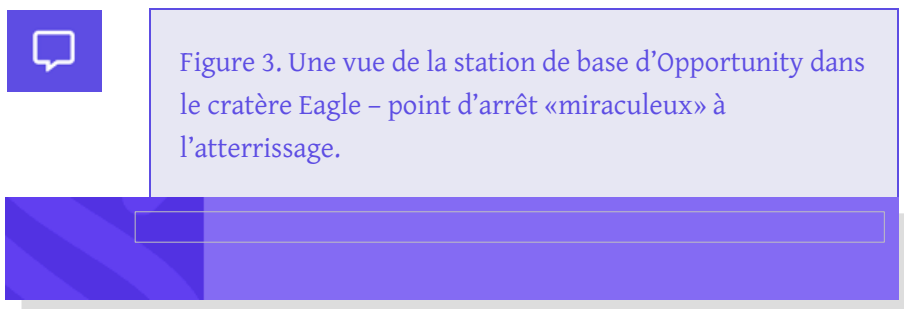 Figure 3. Une vue de la station de base d’Opportunity dans
le cratère Eagle – point d’arrêt «miraculeux» à
l’atterrissage.